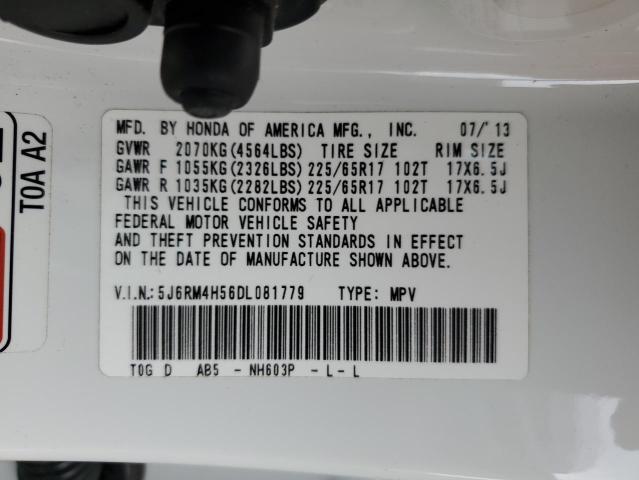 MFD. BY HONDA OF AMERICA MFG., INC. 07/'13
GVWR 2070KG(4564LBS) TIRE SIZE RIM SIZE
GAWR F 1055KG(2326LBS) 225/65R17 102T 17X6.5J
GAWR R 1035KG(2282LBS) 225/65R17 102T 17X6.5J
THIS VEHICLE CONFORMS TO ALL APPLICABLE
FEDERAL MOTOR VEHICLE SAFETY
AND THEFT PREVENTION STANDARDS IN EFFECT
ON THE DATE OF MANUFACTURE SHOWN ABOVE.
V.I.N.: 5J6RM4H56DL081779 TYPE: MPV
T0G D AB5 - NH603P - L - L
T0A A2